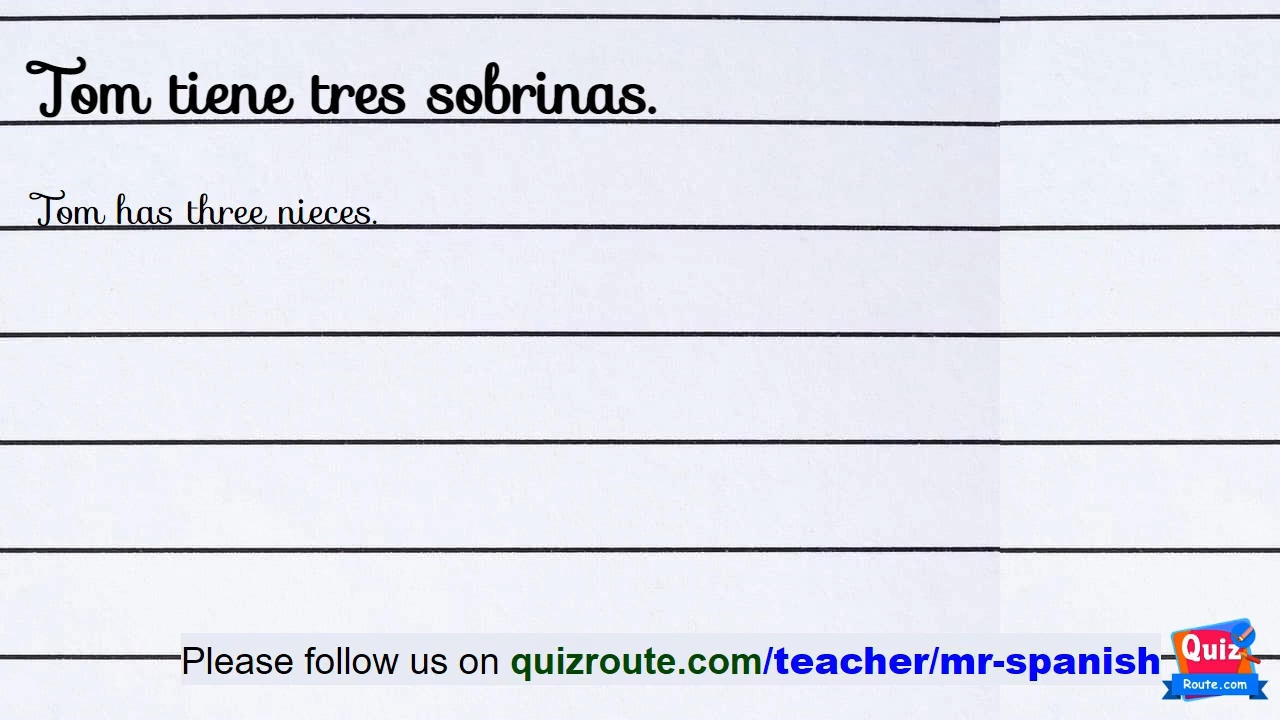 Tom tiene tres sobrinas.
Tom has three nieces.
Please follow us on quizroute.com/teacher/mr-spanish
Quiz
Route.com